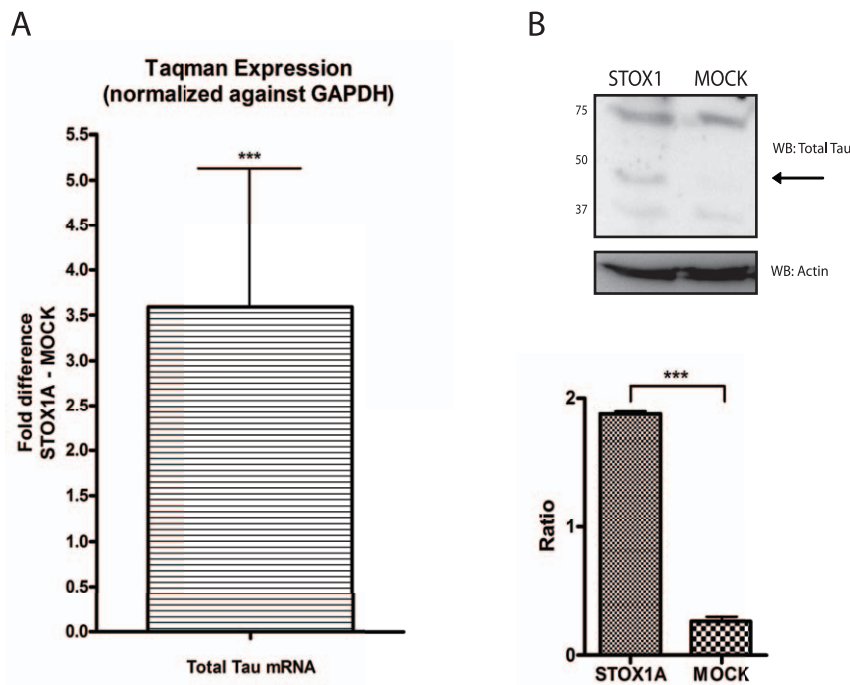 A
Taqman Expression
(normalized against GAPDH)
Fold difference
STOX1A - MOCK
5.5
5.0
4.5
4.0
3.5
3.0
2.5
2.0
1.5
1.0
0.5
0.0
***
Total Tau mRNA
B
STOX1 MOCK
75
50
37
WB: Total Tau
WB: Actin
Ratio
2
1
0
***
STOX1A MOCK